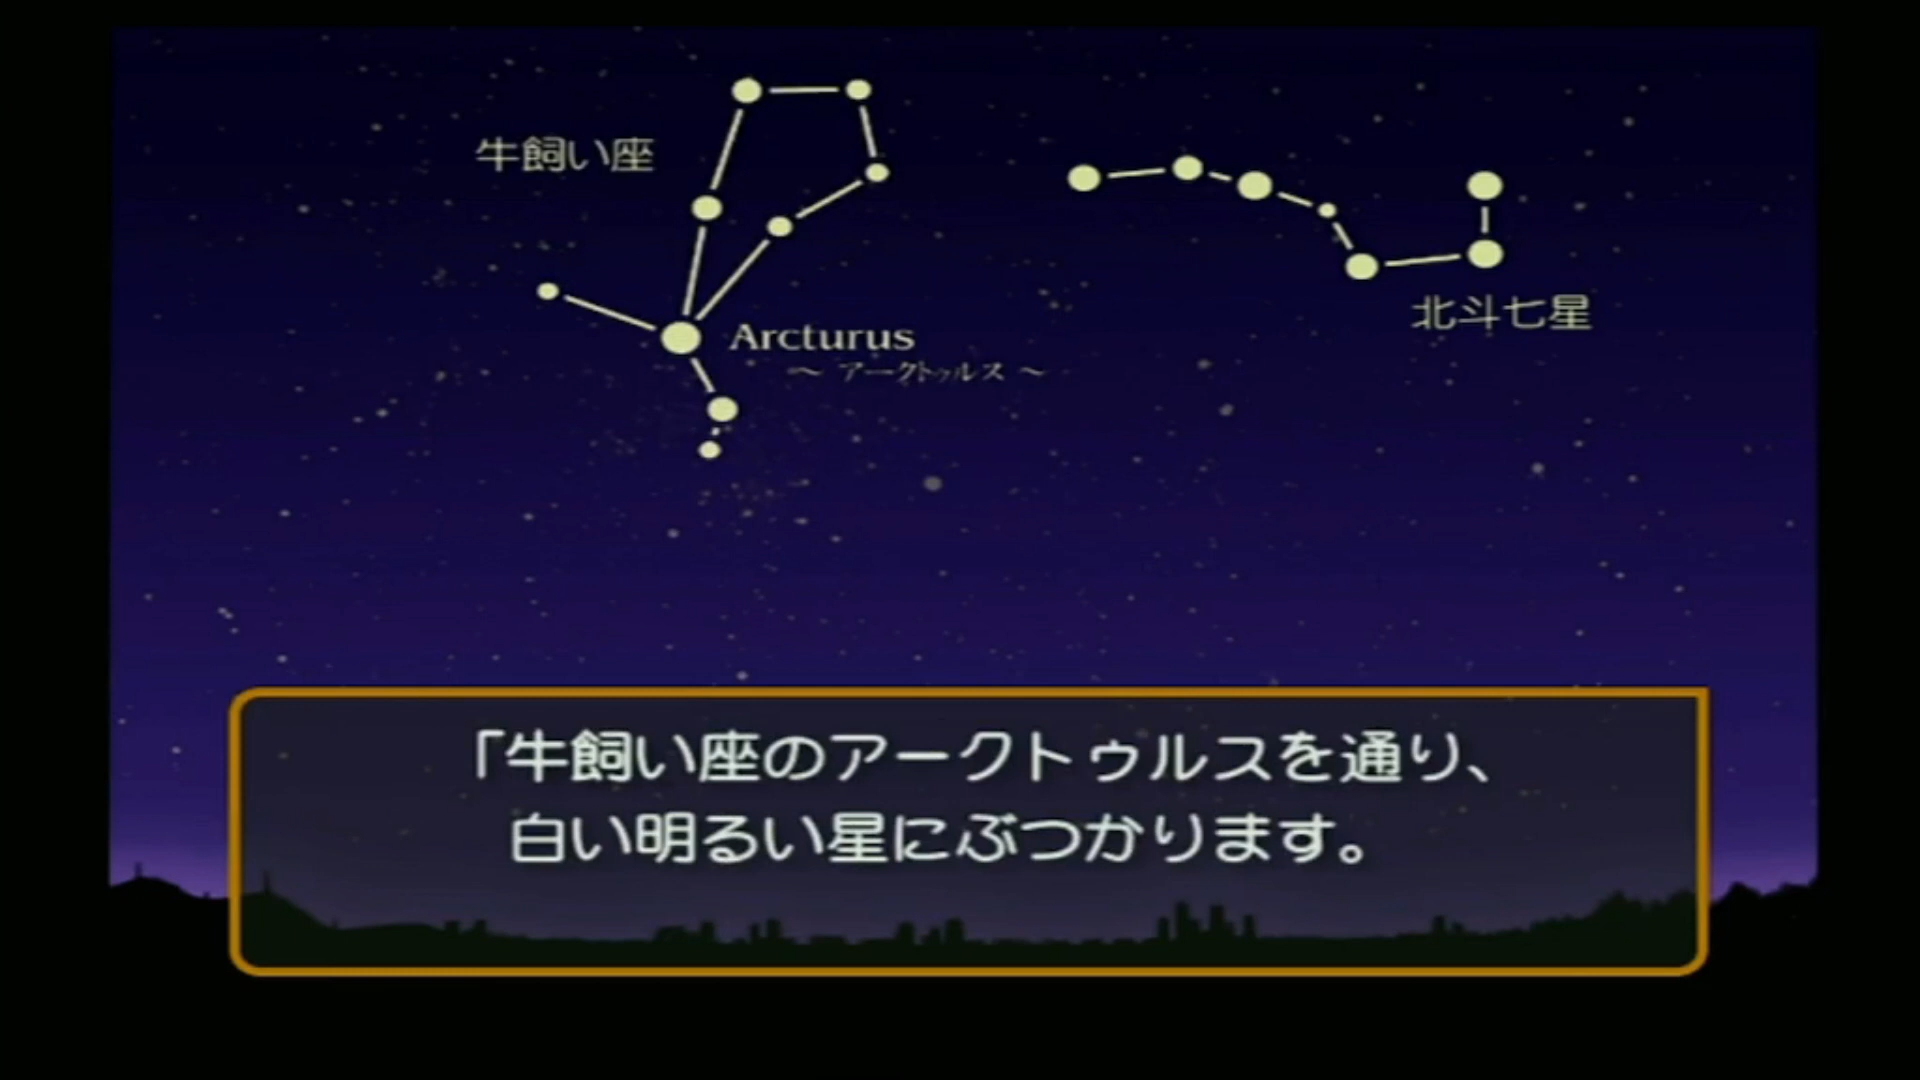 牛飼い座
Arcturus
～ アークトゥルス ～
北斗七星
「牛飼い座のアークトゥルスを通り、
白い明るい星にぶつかります。